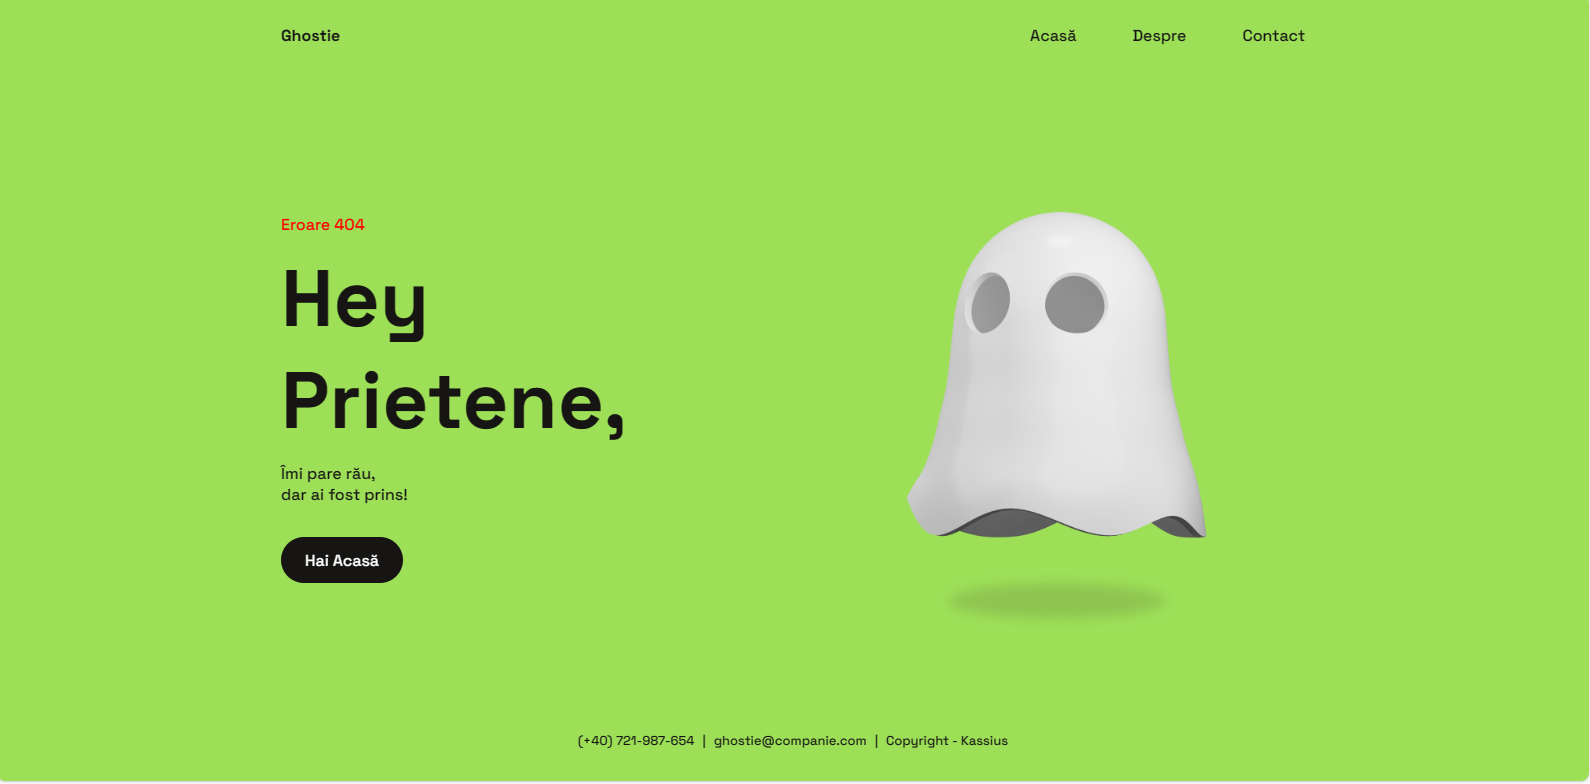 Ghostie
Acasă
Despre
Contact
Eroare 404
Hey
Prietene,
Îmi pare rău,
dar ai fost prins!
Hai Acasă
(+40) 721-987-654 | ghostie@companie.com | Copyright - Kassius